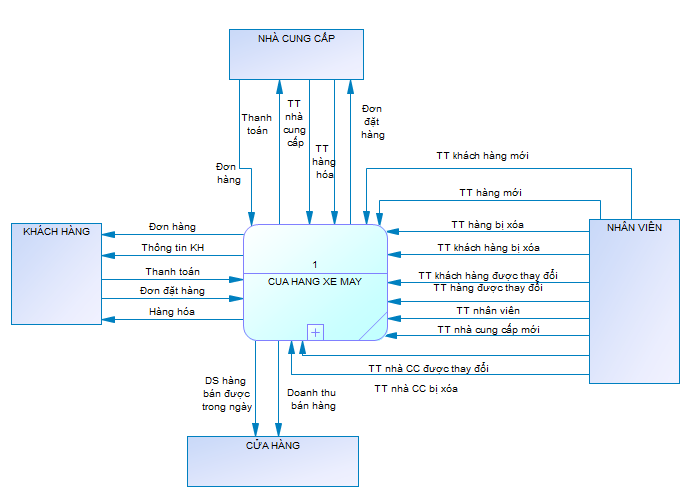 NHÀ CUNG CẤP
Thanh
toán
TT
nhà
cung
cấp
TT
hàng
hóa
Đơn
đặt
hàng
Đơn
hàng
TT khách hàng mới
TT hàng mới
KHÁCH HÀNG
Đơn hàng
Thông tin KH
Thanh toán
Đơn đặt hàng
Hàng hóa
1
CUA HANG XE MAY
NHÂN VIÊN
TT hàng bị xóa
TT khách hàng bị xóa
TT khách hàng được thay đổi
TT hàng được thay đổi
TT nhân viên
TT nhà cung cấp mới
TT nhà CC được thay đổi
TT nhà CC bị xóa
DS hàng
bán được
trong ngày
Doanh thu
bán hàng
CỬA HÀNG